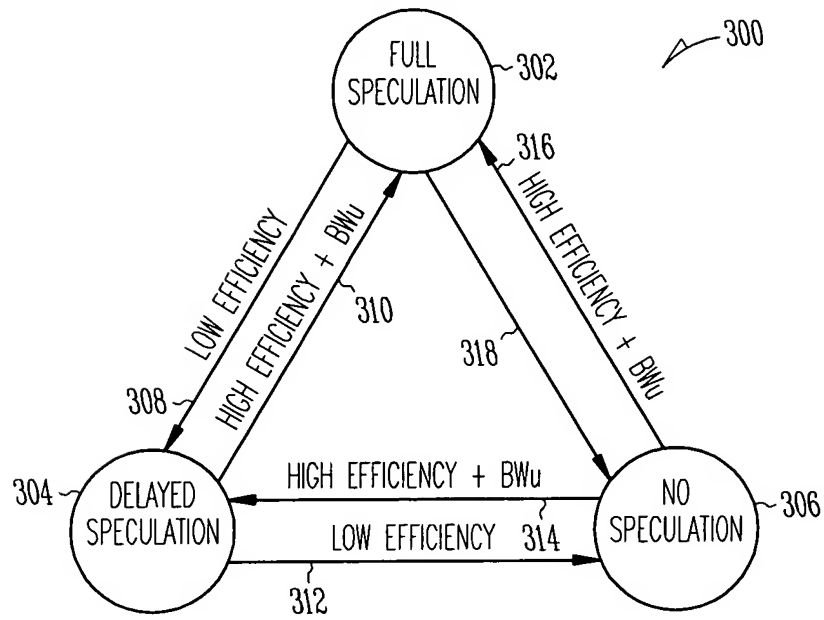 FULL
SPECULATION
302
300
316
LOW EFFICIENCY
HIGH EFFICIENCY + BWu
310
318
HIGH EFFICIENCY + BWu
308
304
DELAYED
SPECULATION
HIGH EFFICIENCY + BWu
314
LOW EFFICIENCY
312
NO
SPECULATION
306